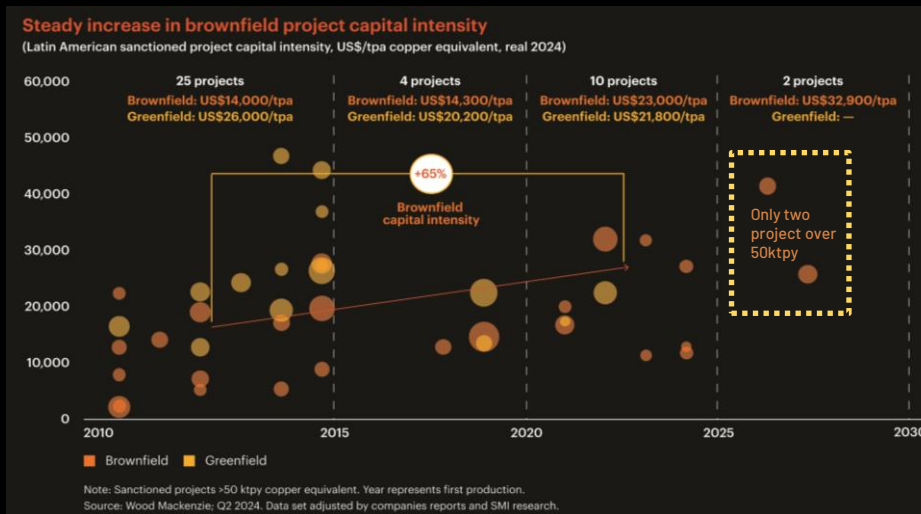 Steady increase in brownfield project capital intensity
(Latin American sanctioned project capital intensity, US$/tpa copper equivalent, real 2024)
60,000
25 projects
Brownfield: US$14,000/tpa
Greenfield: US$26,000/tpa
4 projects
Brownfield: US$14,300/tpa
Greenfield: US$20,200/tpa
10 projects
Brownfield: US$23,000/tpa
Greenfield: US$21,800/tpa
2 projects
Brownfield: US$32,900/tpa
Greenfield: —
50,000
40,000
30,000
20,000
10,000
0
+65%
Brownfield
capital intensity
Only two
project over
50ktpy
2010
2015
2020
2025
2030
Brownfield
Greenfield
Note: Sanctioned projects >50 ktpy copper equivalent. Year represents first production.
Source: Wood Mackenzie; Q2 2024. Data set adjusted by companies reports and SMI research.